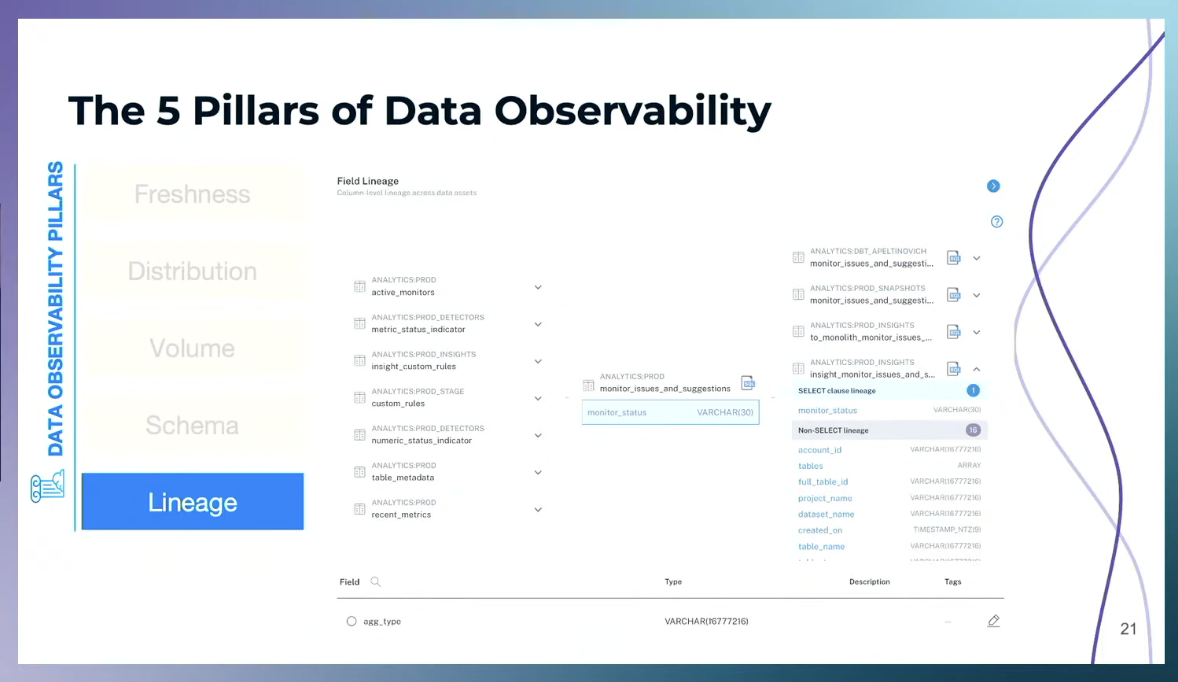 The 5 Pillars of Data Observability
DATA OBSERVABILITY PILLARS
Freshness
Distribution
Volume
Schema
Lineage
Field Lineage
Column-level lineage across data assets
ANALYTICS:PROD
active_monitors
ANALYTICS:PROD_DETECTORS
metric_status_indicator
ANALYTICS:PROD_INSIGHTS
insight_custom_rules
ANALYTICS:PROD_STAGE
custom_rules
ANALYTICS:PROD_DETECTORS
numeric_status_indicator
ANALYTICS:PROD
table_metadata
ANALYTICS:PROD
recent_metrics
ANALYTICS:PROD
monitor_issues_and_suggestions
monitor_status VARCHAR(30)
ANALYTICS:DBT_APELTINOVICH
monitor_issues_and_suggesti...
ANALYTICS:PROD_SNAPSHOTS
monitor_issues_and_suggesti...
ANALYTICS:PROD_INSIGHTS
to_monolith_monitor_issues_...
ANALYTICS:PROD_INSIGHTS
insight_monitor_issues_and_s...
SELECT clause lineage 1
monitor_status VARCHAR(30)
Non-SELECT lineage 16
account_id VARCHAR(16777216)
tables ARRAY
full_table_id VARCHAR(16777216)
project_name VARCHAR(16777216)
dataset_name VARCHAR(16777216)
created_on TIMESTAMP_NTZ(9)
table_name VARCHAR(16777216)
Field Type Description Tags
agg_type VARCHAR(16777216) --
21